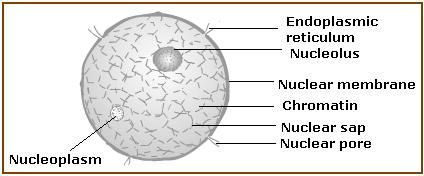 Endoplasmic
reticulum
Nucleolus
Nuclear membrane
Chromatin
Nuclear sap
Nuclear pore
Nucleoplasm